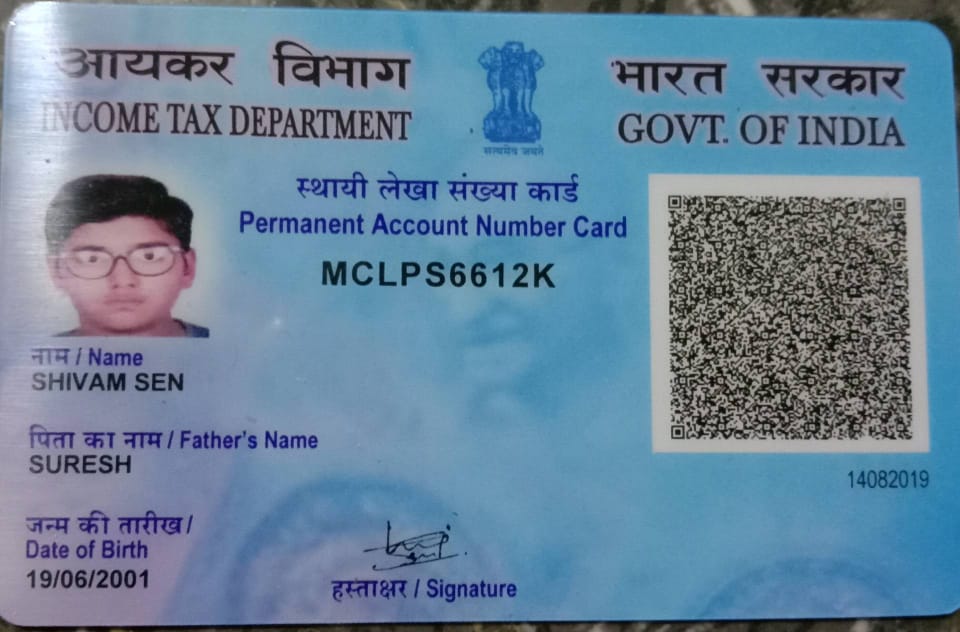 आयकर विभाग
INCOME TAX DEPARTMENT
सत्यमेव जयते
भारत सरकार
GOVT. OF INDIA
स्थायी लेखा संख्या कार्ड
Permanent Account Number Card
MCLPS6612K
नाम / Name
SHIVAM SEN
पिता का नाम / Father's Name
SURESH
14082019
जन्म की तारीख /
Date of Birth
19/06/2001
हस्ताक्षर / Signature